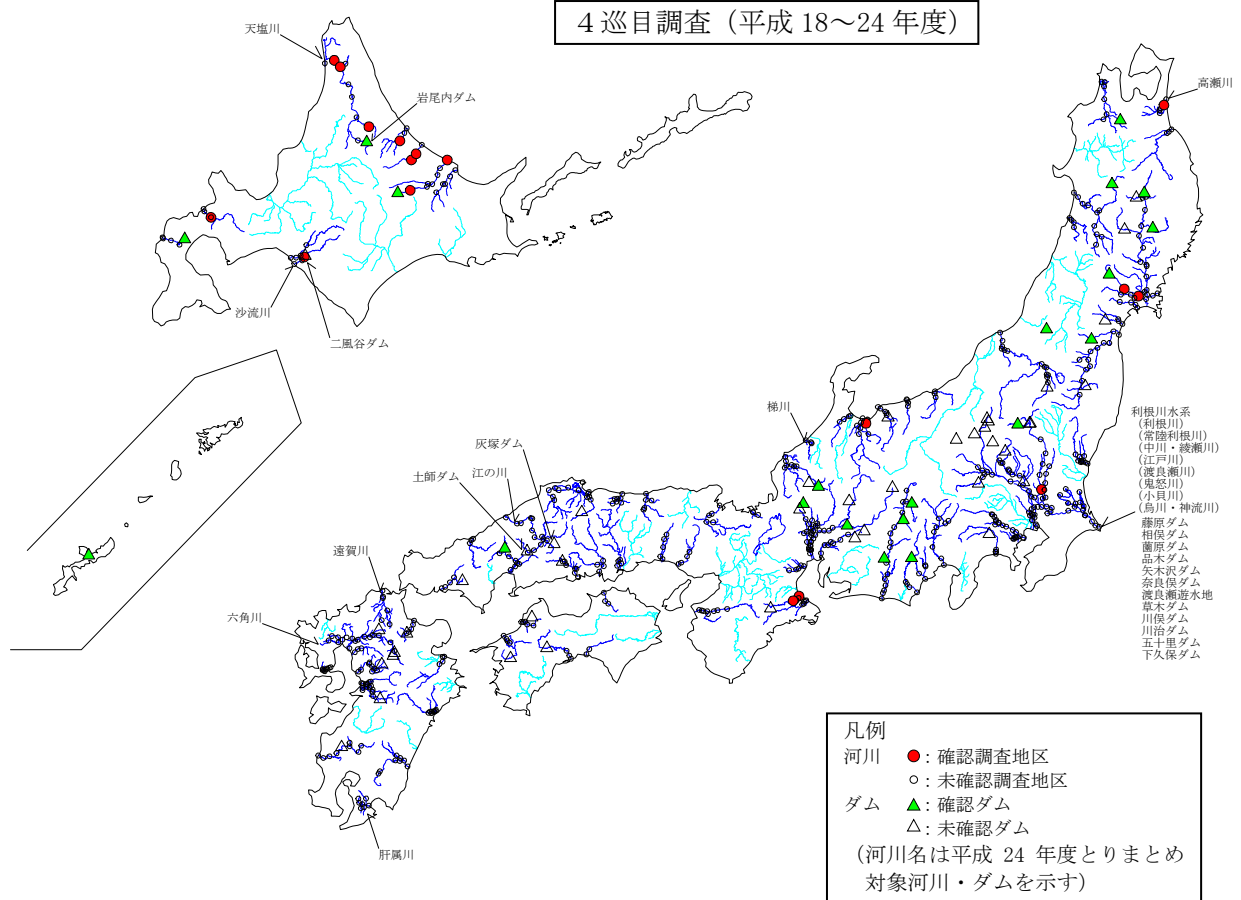 4巡目調査（平成 18～24 年度）
天塩川
岩尾内ダム
高瀬川
沙流川
二風谷ダム
梯川
灰塚ダム
江の川
土師ダム
遠賀川
六角川
肝属川
利根川水系
(利根川)
(常陸利根川)
(中川・綾瀬川)
(江戸川)
(渡良瀬川)
(鬼怒川)
(小貝川)
(烏川・神流川)
藤原ダム
相俣ダム
薗原ダム
品木ダム
矢木沢ダム
奈良俣ダム
渡良瀬遊水地
草木ダム
川俣ダム
川治ダム
五十里ダム
下久保ダム
凡例
河川 ：確認調査地区
：未確認調査地区
ダム ：確認ダム
：未確認ダム
（河川名は平成 24 年度とりまとめ
対象河川・ダムを示す）